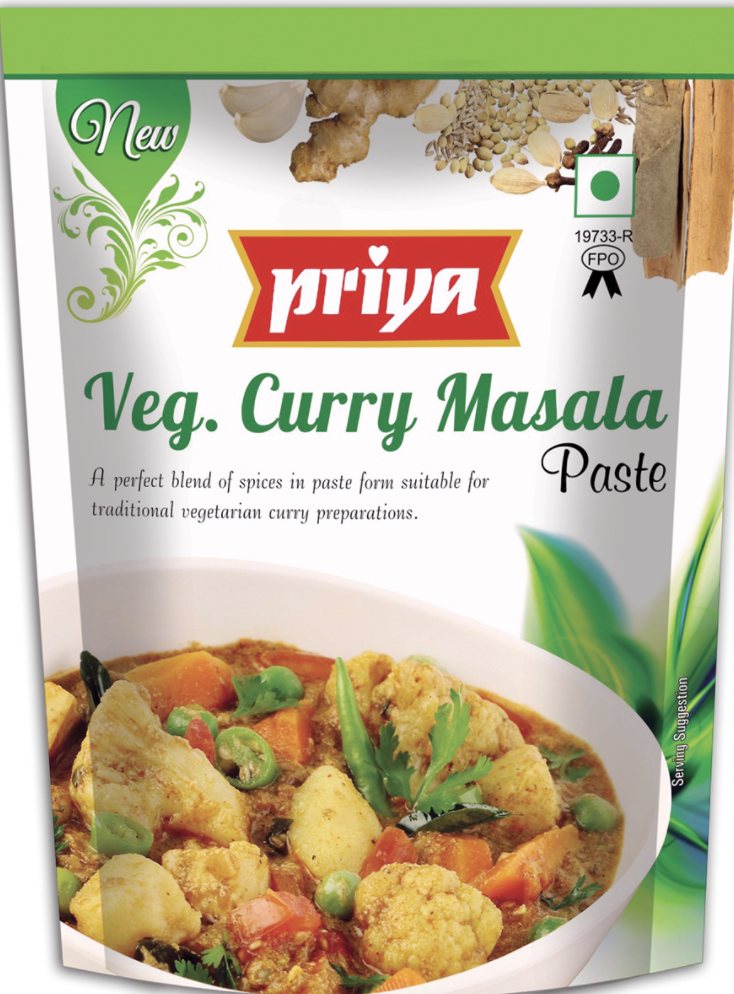 New
19733-R
FPO
priya
Veg. Curry Masala
Paste
A perfect blend of spices in paste form suitable for
traditional vegetarian curry preparations.
Serving Suggestion